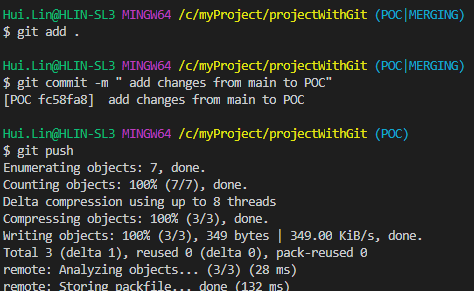 Hui.Lin@HLIN-SL3 MINGW64 /c/myProject/projectWithGit (POC|MERGING)
$ git add .
Hui.Lin@HLIN-SL3 MINGW64 /c/myProject/projectWithGit (POC|MERGING)
$ git commit -m " add changes from main to POC"
[POC fc58fa8]  add changes from main to POC
Hui.Lin@HLIN-SL3 MINGW64 /c/myProject/projectWithGit (POC)
$ git push
Enumerating objects: 7, done.
Counting objects: 100% (7/7), done.
Delta compression using up to 8 threads
Compressing objects: 100% (3/3), done.
Writing objects: 100% (3/3), 349 bytes | 349.00 KiB/s, done.
Total 3 (delta 1), reused 0 (delta 0), pack-reused 0
remote: Analyzing objects... (3/3) (28 ms)
remote: Storing packfile... done (132 ms)